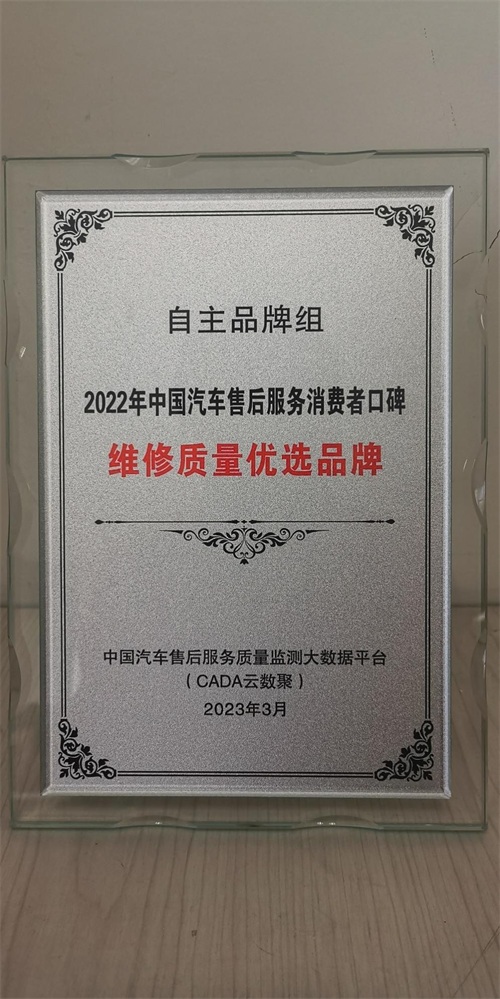 自主品牌组
2022年中国汽车售后服务消费者口碑
维修质量优选品牌
中国汽车售后服务质量监测大数据平台
（CADA云数聚）
2023年3月